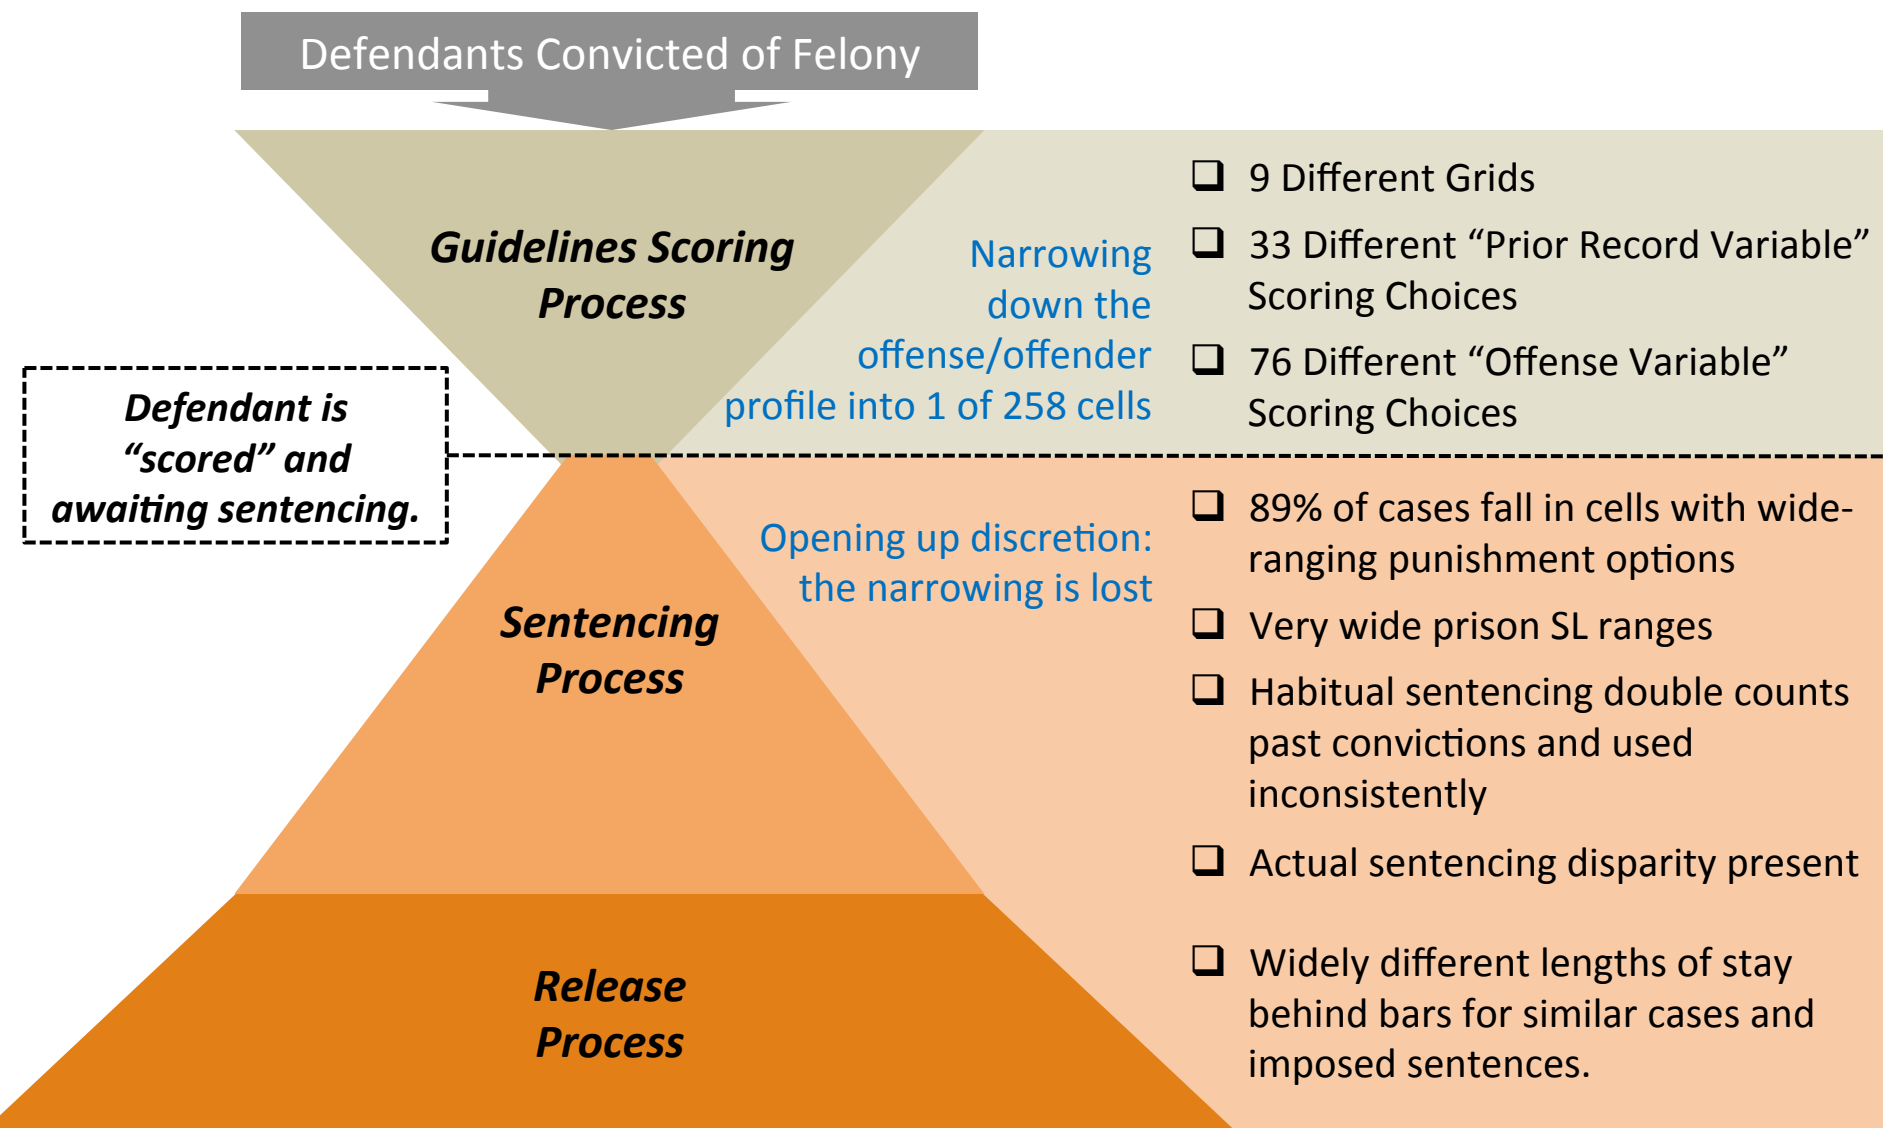 Defendants Convicted of Felony
Guidelines Scoring
Process
Narrowing
down the
offense/offender
profile into 1 of 258 cells
❑ 9 Different Grids
❑ 33 Different “Prior Record Variable”
Scoring Choices
❑ 76 Different “Offense Variable”
Scoring Choices
Defendant is
“scored” and
awaiting sentencing.
Sentencing
Process
Opening up discretion:
the narrowing is lost
❑ 89% of cases fall in cells with wide-
ranging punishment options
❑ Very wide prison SL ranges
❑ Habitual sentencing double counts
past convictions and used
inconsistently
❑ Actual sentencing disparity present
Release
Process
❑ Widely different lengths of stay
behind bars for similar cases and
imposed sentences.